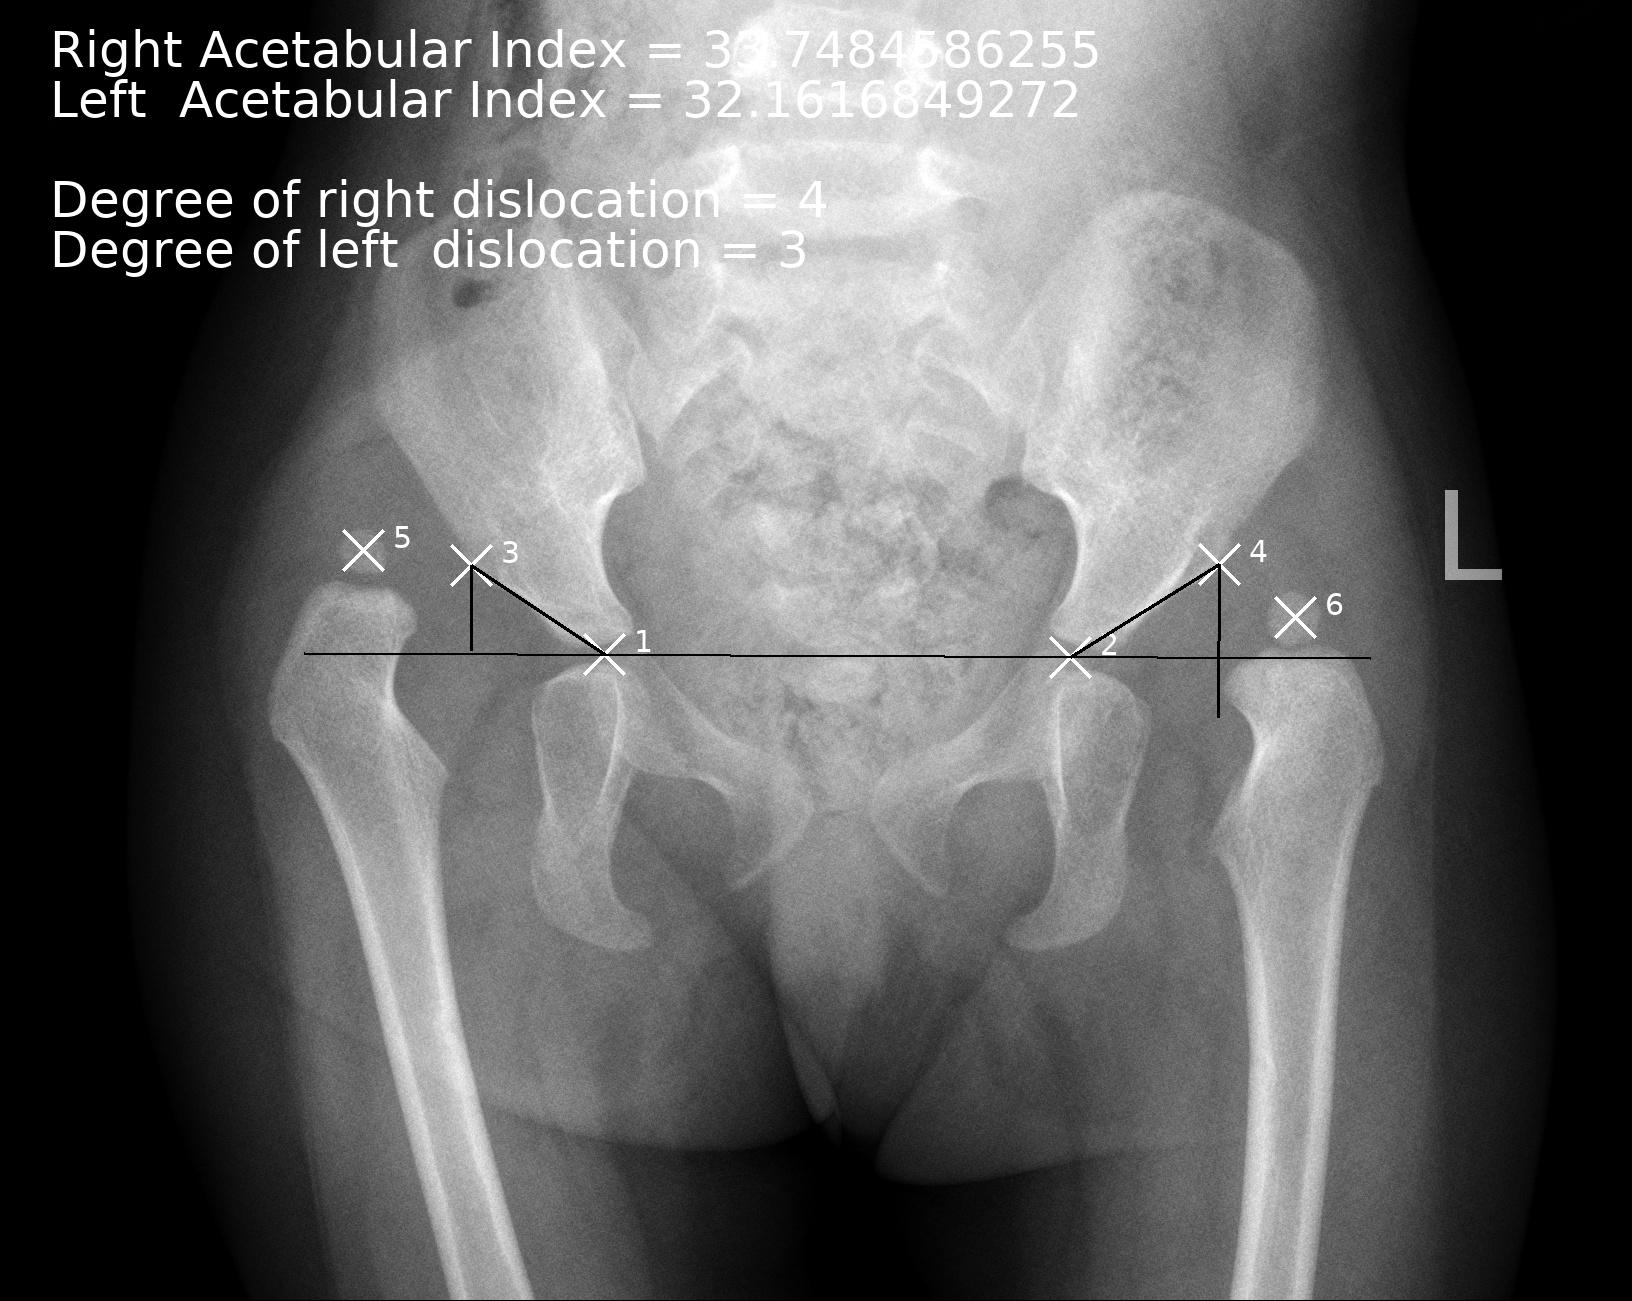 Right Acetabular Index = 33.7484586255
Left  Acetabular Index = 32.1616849272
Degree of right dislocation = 4
Degree of left  dislocation = 3
5
3
4
6
1
2
L